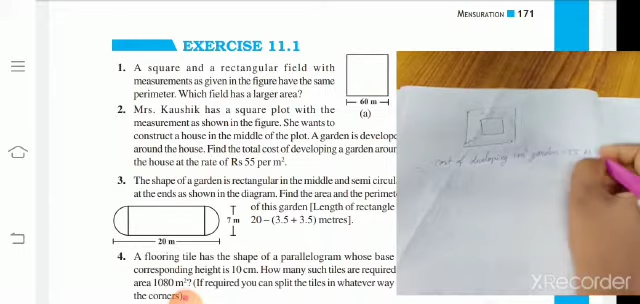 MENSURATION 171
EXERCISE 11.1
1. A square and a rectangular field with
measurements as given in the figure have the same
perimeter. Which field has a larger area?
60 m
(a)
2. Mrs. Kaushik has a square plot with the
measurement as shown in the figure. She wants to
construct a house in the middle of the plot. A garden is develope
around the house. Find the total cost of developing a garden aroun
the house at the rate of Rs 55 per m².
3. The shape of a garden is rectangular in the middle and semi circul
at the ends as shown in the diagram. Find the area and the perimet
of this garden [Length of rectangle
20 – (3.5 + 3.5) metres].
7 m
20 m
4. A flooring tile has the shape of a parallelogram whose base
corresponding height is 10 cm. How many such tiles are required
area 1080 m²? (If required you can split the tiles in whatever way
the corners).
cost of developing garden = 55
XRecorder